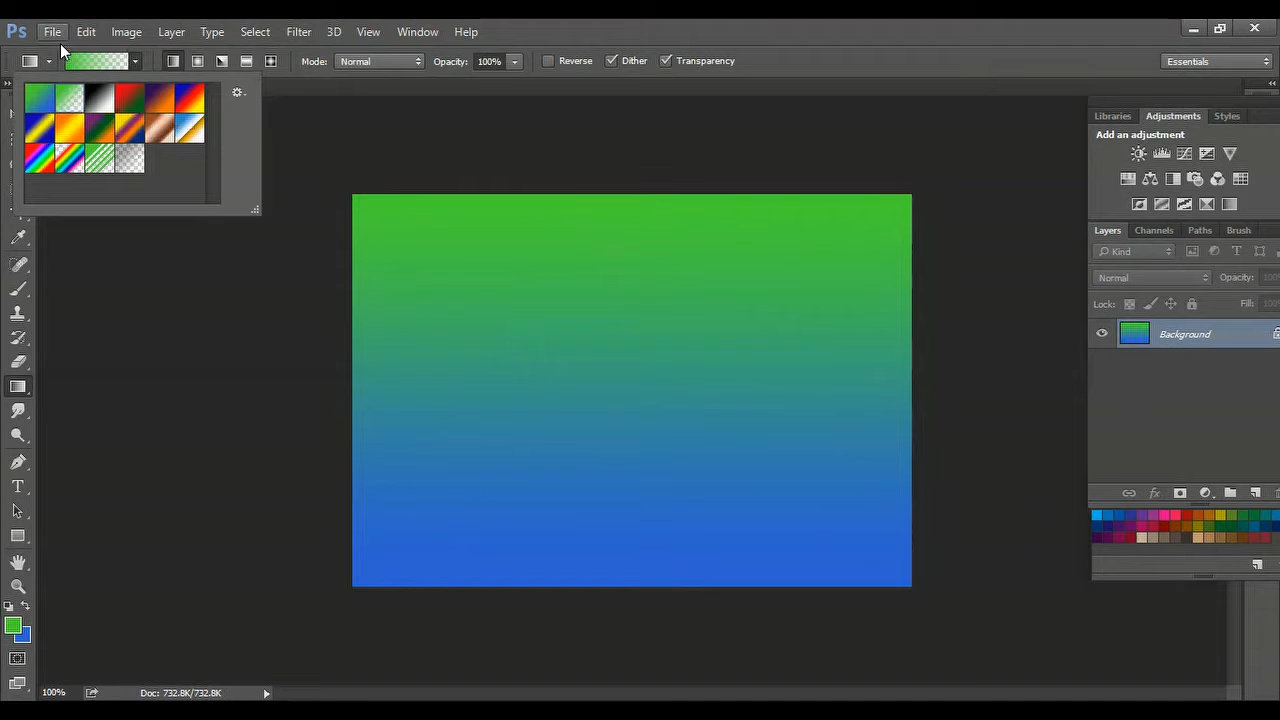 Ps File Edit Image Layer Type Select Filter 3D View Window Help
Mode: Normal Opacity: 100% Reverse Dither Transparency Essentials
Libraries Adjustments Styles
Add an adjustment
Layers Channels Paths Brush
Kind
Normal Opacity: 100%
Lock: Fill: 100%
Background
100% Doc: 732.8K/732.8K